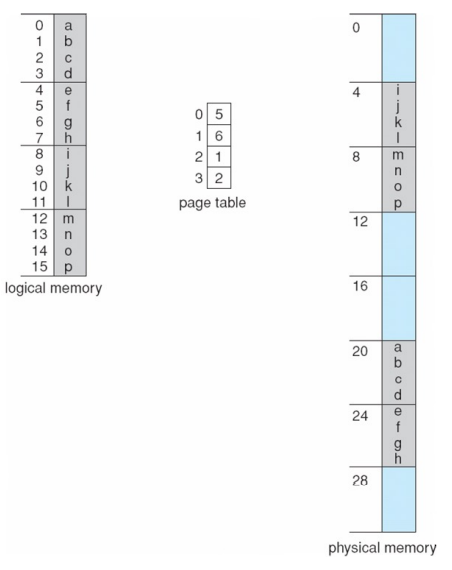 0 a
1 b
2 c
3 d
4 e
5 f
6 g
7 h
8 i
9 j
10 k
11 l
12 m
13 n
14 o
15 p
logical memory
0 5
1 6
2 1
3 2
page table
0
4 i
j
k
l
8 m
n
o
p
12
16
20 a
b
c
d
24 e
f
g
h
28
physical memory